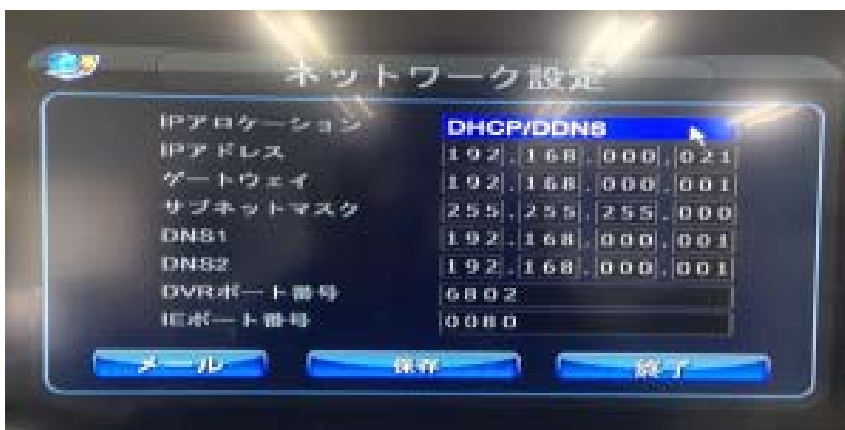 ネットワーク設定
IPアロケーション DHCP/DDNS
IPアドレス 192.168.000.021
ゲートウェイ 192.168.000.001
サブネットマスク 255.255.255.000
DNS1 192.168.000.001
DNS2 192.168.000.001
DVRポート番号 6802
IEポート番号 0080
メール 保存 終了